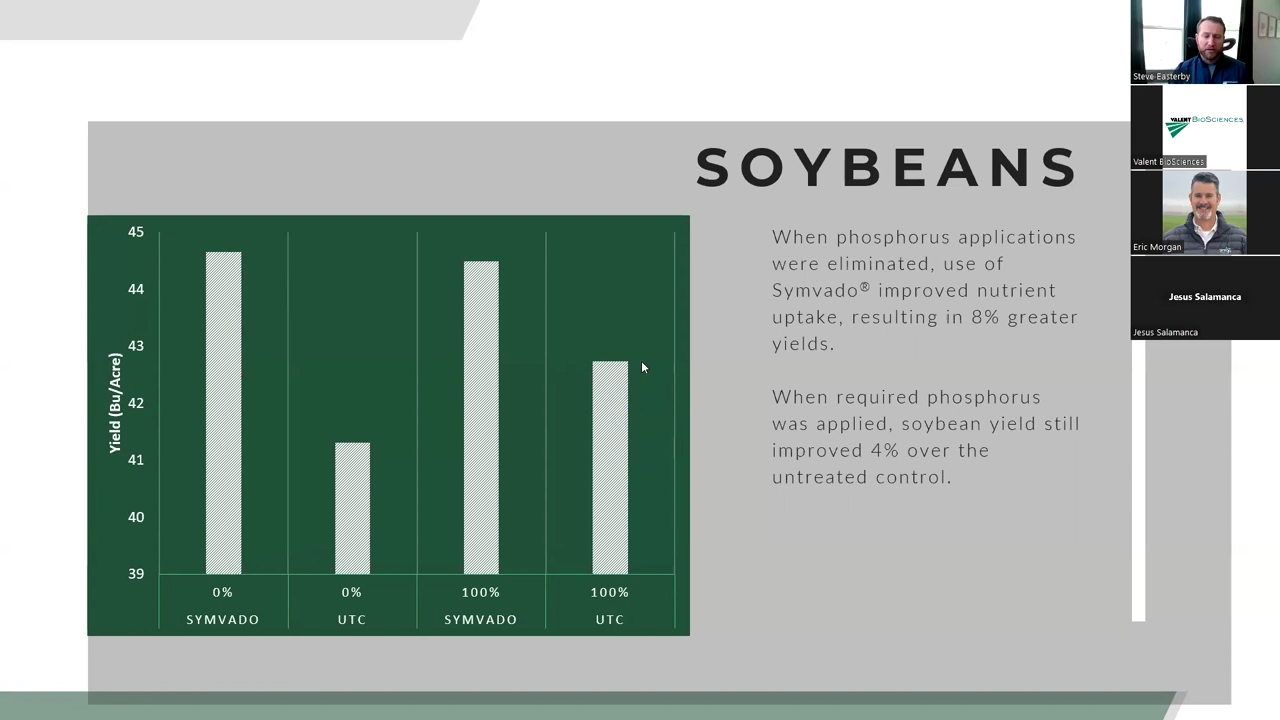 SOYBEANS
45
44
43
42
41
40
39
Yield (Bu/Acre)
0%
0%
100%
100%
SYMVADO
UTC
SYMVADO
UTC
When phosphorus applications
were eliminated, use of
Symvado® improved nutrient
uptake, resulting in 8% greater
yields.
When required phosphorus
was applied, soybean yield still
improved 4% over the
untreated control.
Steve Easterby
VALENT BIOSCIENCES.
Valent BioSciences
Eric Morgan
Jesus Salamanca
Jesus Salamanca